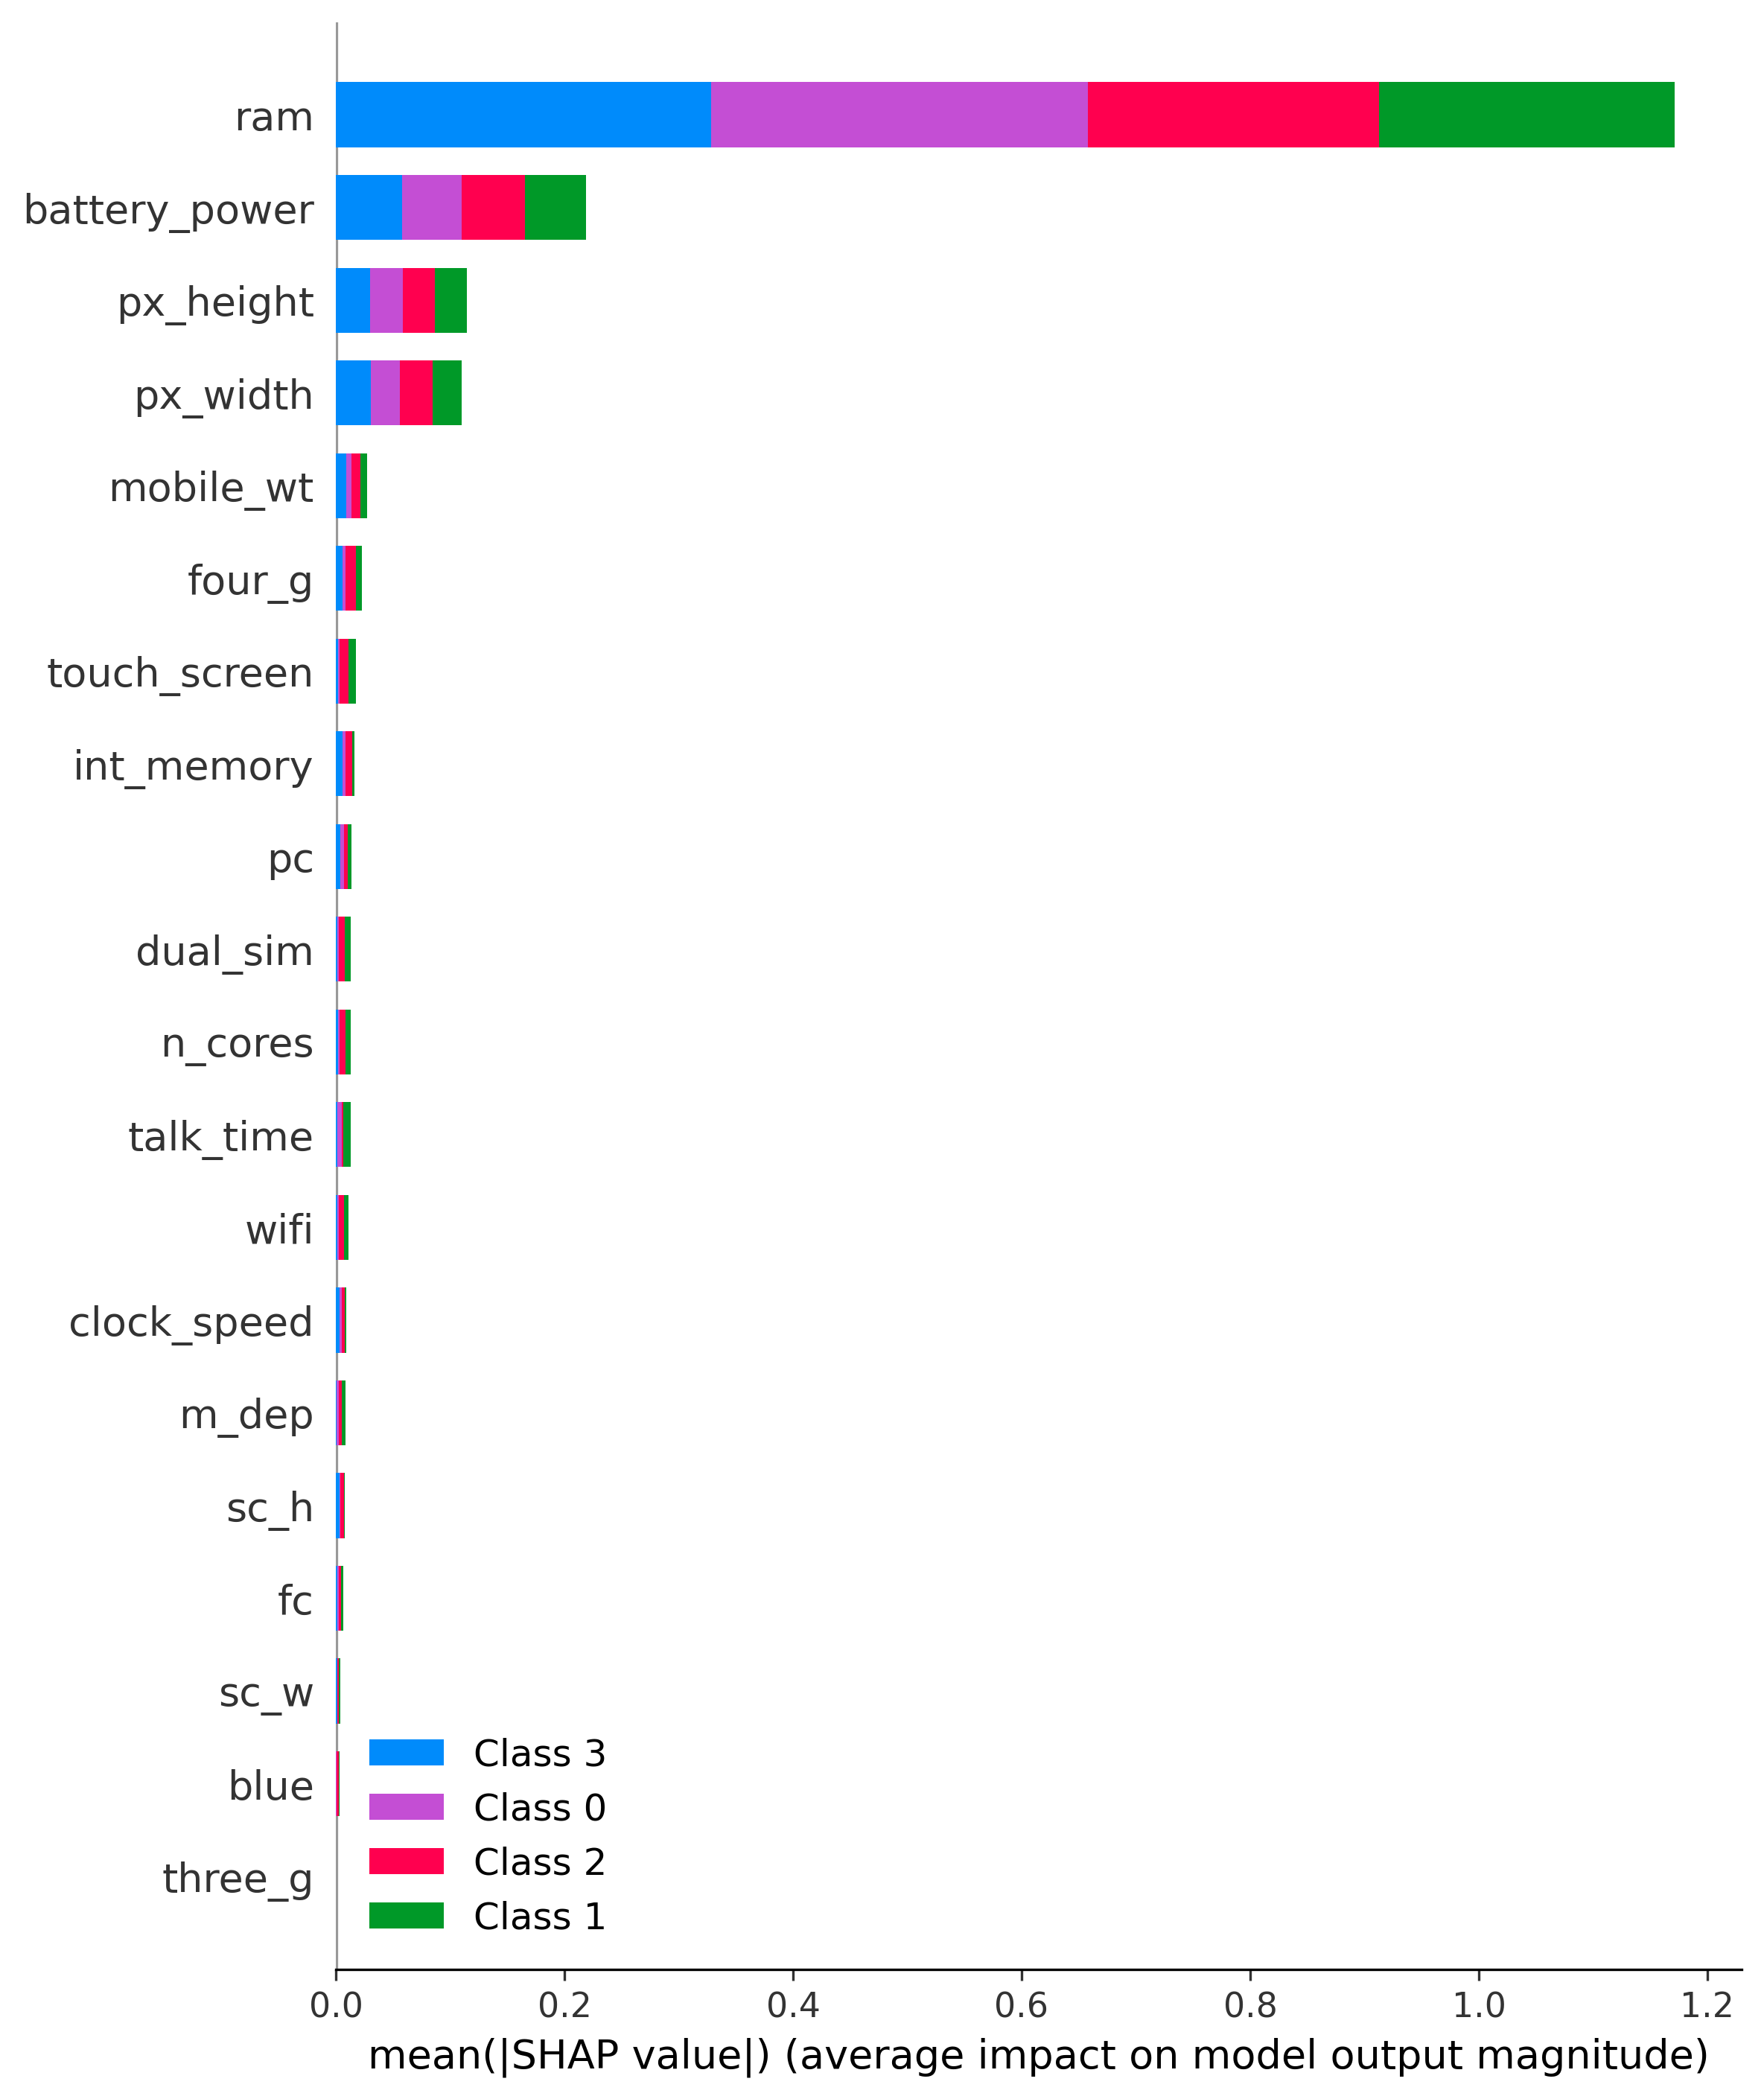 ram
battery_power
px_height
px_width
mobile_wt
four_g
touch_screen
int_memory
pc
dual_sim
n_cores
talk_time
wifi
clock_speed
m_dep
sc_h
fc
sc_w
blue
three_g
Class 3
Class 0
Class 2
Class 1
0.0 0.2 0.4 0.6 0.8 1.0 1.2
mean(|SHAP value|) (average impact on model output magnitude)